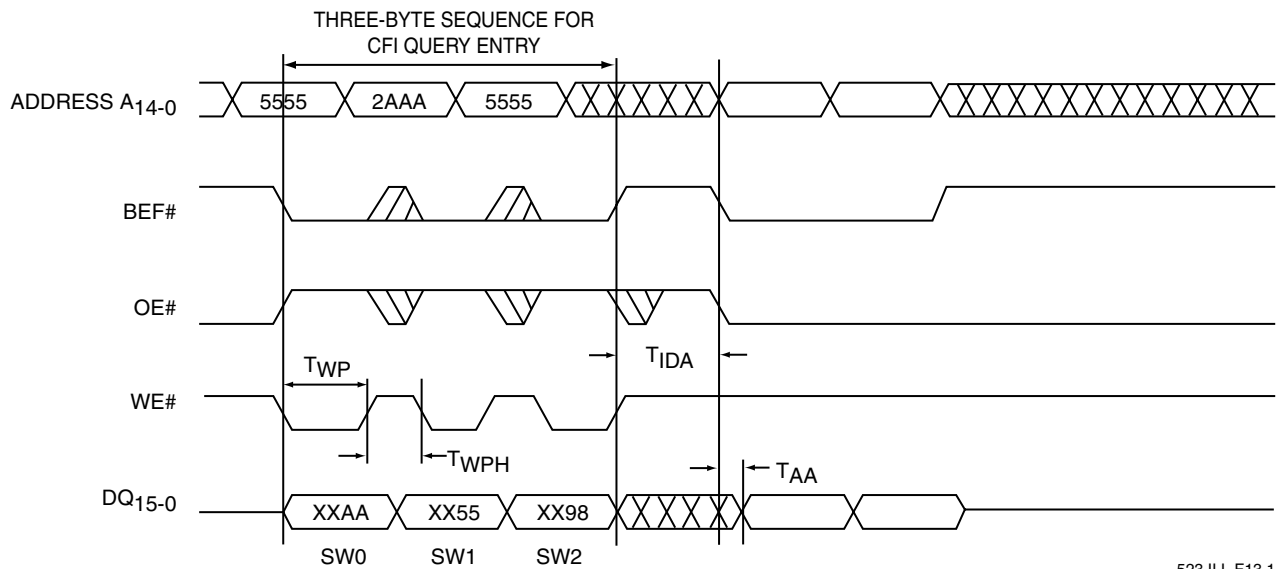 THREE-BYTE SEQUENCE FOR
CFI QUERY ENTRY
ADDRESS A14-0
5555 2AAA 5555
BEF#
OE#
TIDA
TWP
WE#
TWPH
TAA
DQ15-0
XXAA XX55 XX98
SW0 SW1 SW2